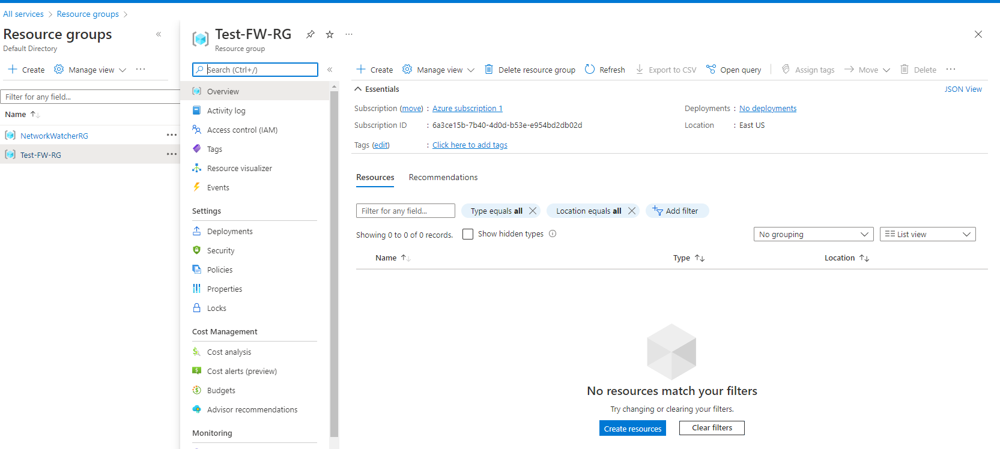 All services > Resource groups >
Resource groups «
Default Directory
Create Manage view ...
Filter for any field...
Name ↑↓
NetworkWatcherRG ...
Test-FW-RG ...
Test-FW-RG ...
Resource group
Search (Ctrl+/) «
Overview
Activity log
Access control (IAM)
Tags
Resource visualizer
Events
Settings
Deployments
Security
Policies
Properties
Locks
Cost Management
Cost analysis
Cost alerts (preview)
Budgets
Advisor recommendations
Monitoring
Create Manage view Delete resource group Refresh Export to CSV Open query Assign tags Move Delete ...
Essentials JSON View
Subscription (move) : Azure subscription 1 Deployments : No deployments
Subscription ID : 6a3ce15b-7b40-4d0d-b53e-e954bd2db02d Location : East US
Tags (edit) : Click here to add tags
Resources Recommendations
Filter for any field... Type equals all Location equals all Add filter
Showing 0 to 0 of 0 records. Show hidden types No grouping List view
Name ↑↓ Type ↑↓ Location ↑↓
No resources match your filters
Try changing or clearing your filters.
Create resources Clear filters